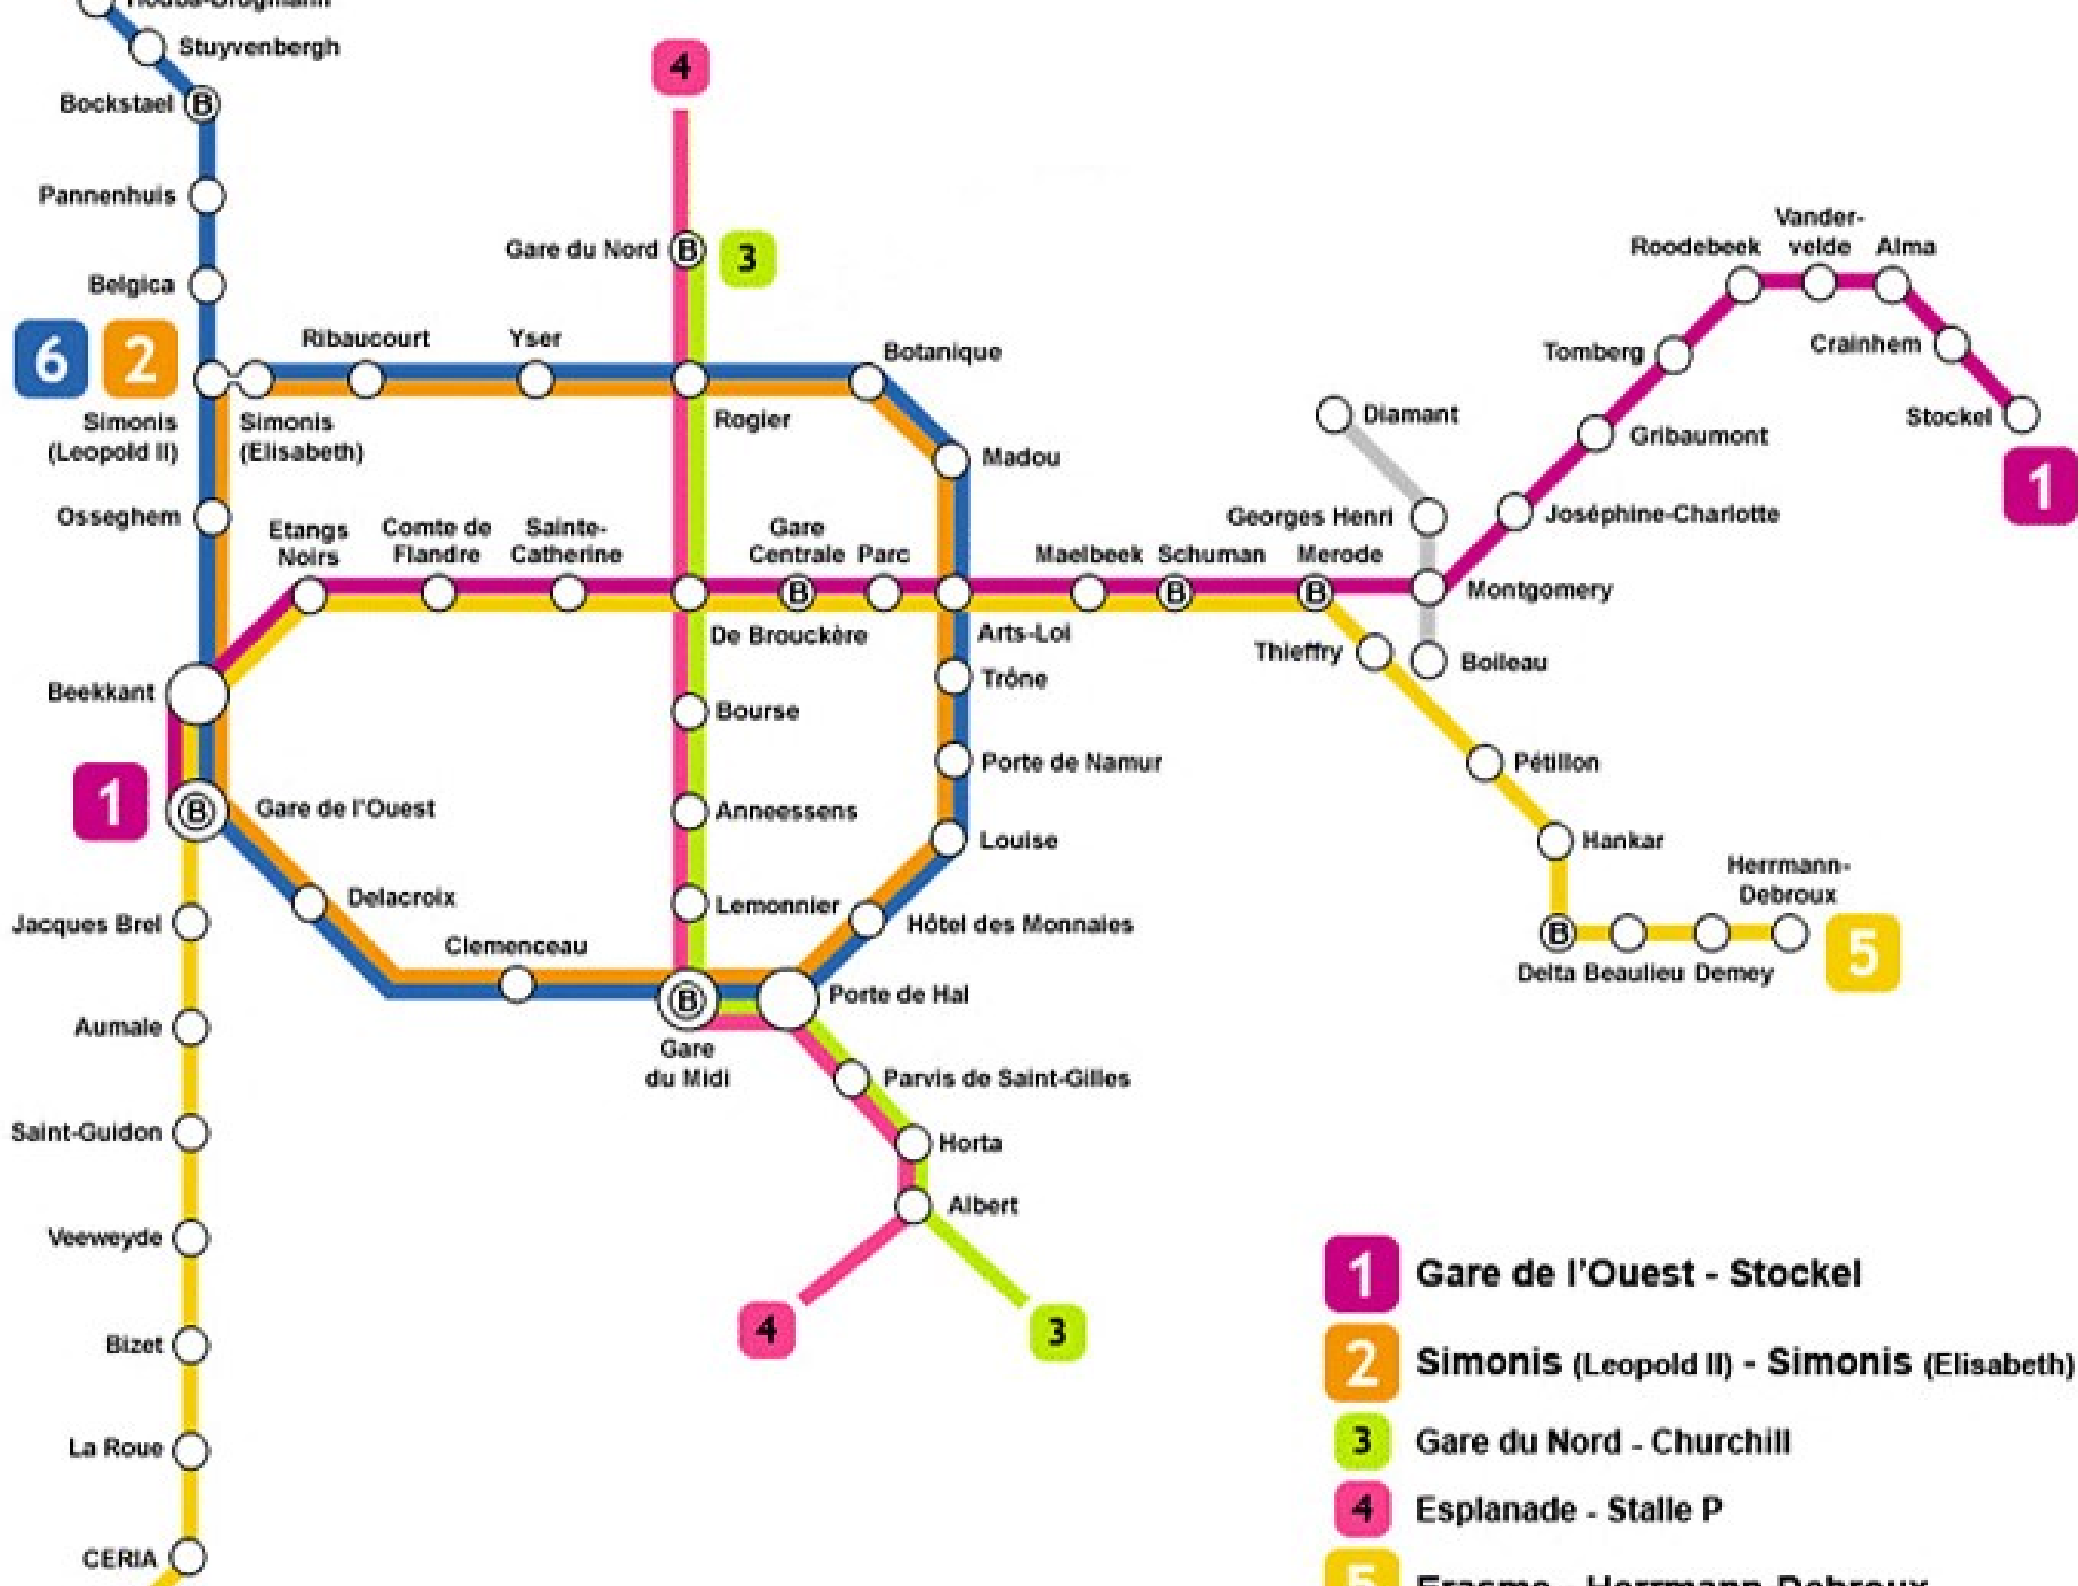 Stuyvenbergh
Bockstael B
4
Pannenhuis
Gare du Nord B 3
Belgica
Vander-
Roodebeek velde Alma
6 2
Ribaucourt Yser
Botanique
Tomberg
Crainhem
Simonis
(Leopold II)
Simonis
(Elisabeth)
Rogier
Madou
Diamant
Gribaumont
Stockel
1
Osseghem
Etangs
Noirs
Comte de
Flandre
Sainte-
Catherine
Gare
Centrale
Parc
Maelbeek Schuman Merode
Georges Henri
Joséphine-Charlotte
B B B
Montgomery
De Brouckère
Arts-Loi
Thieffry
Boileau
Beekkant
Trône
Bourse
Porte de Namur
Pétillon
1
B Gare de l'Ouest
Anneessens
Louise
Hankar
Jacques Brel
Delacroix
Lemonnier
Hôtel des Monnaies
Herrmann-
Debroux
B 5
Delta Beaulieu Demey
Clemenceau
B
Porte de Hal
Aumale
Gare
du Midi
Parvis de Saint-Gilles
Saint-Guidon
Horta
Albert
Veeweyde
Bizet
4 3
La Roue
CERIA
1 Gare de l'Ouest - Stockel
2 Simonis (Leopold II) - Simonis (Elisabeth)
3 Gare du Nord - Churchill
4 Esplanade - Stalle P
5 Erasme - Herrmann-Debroux